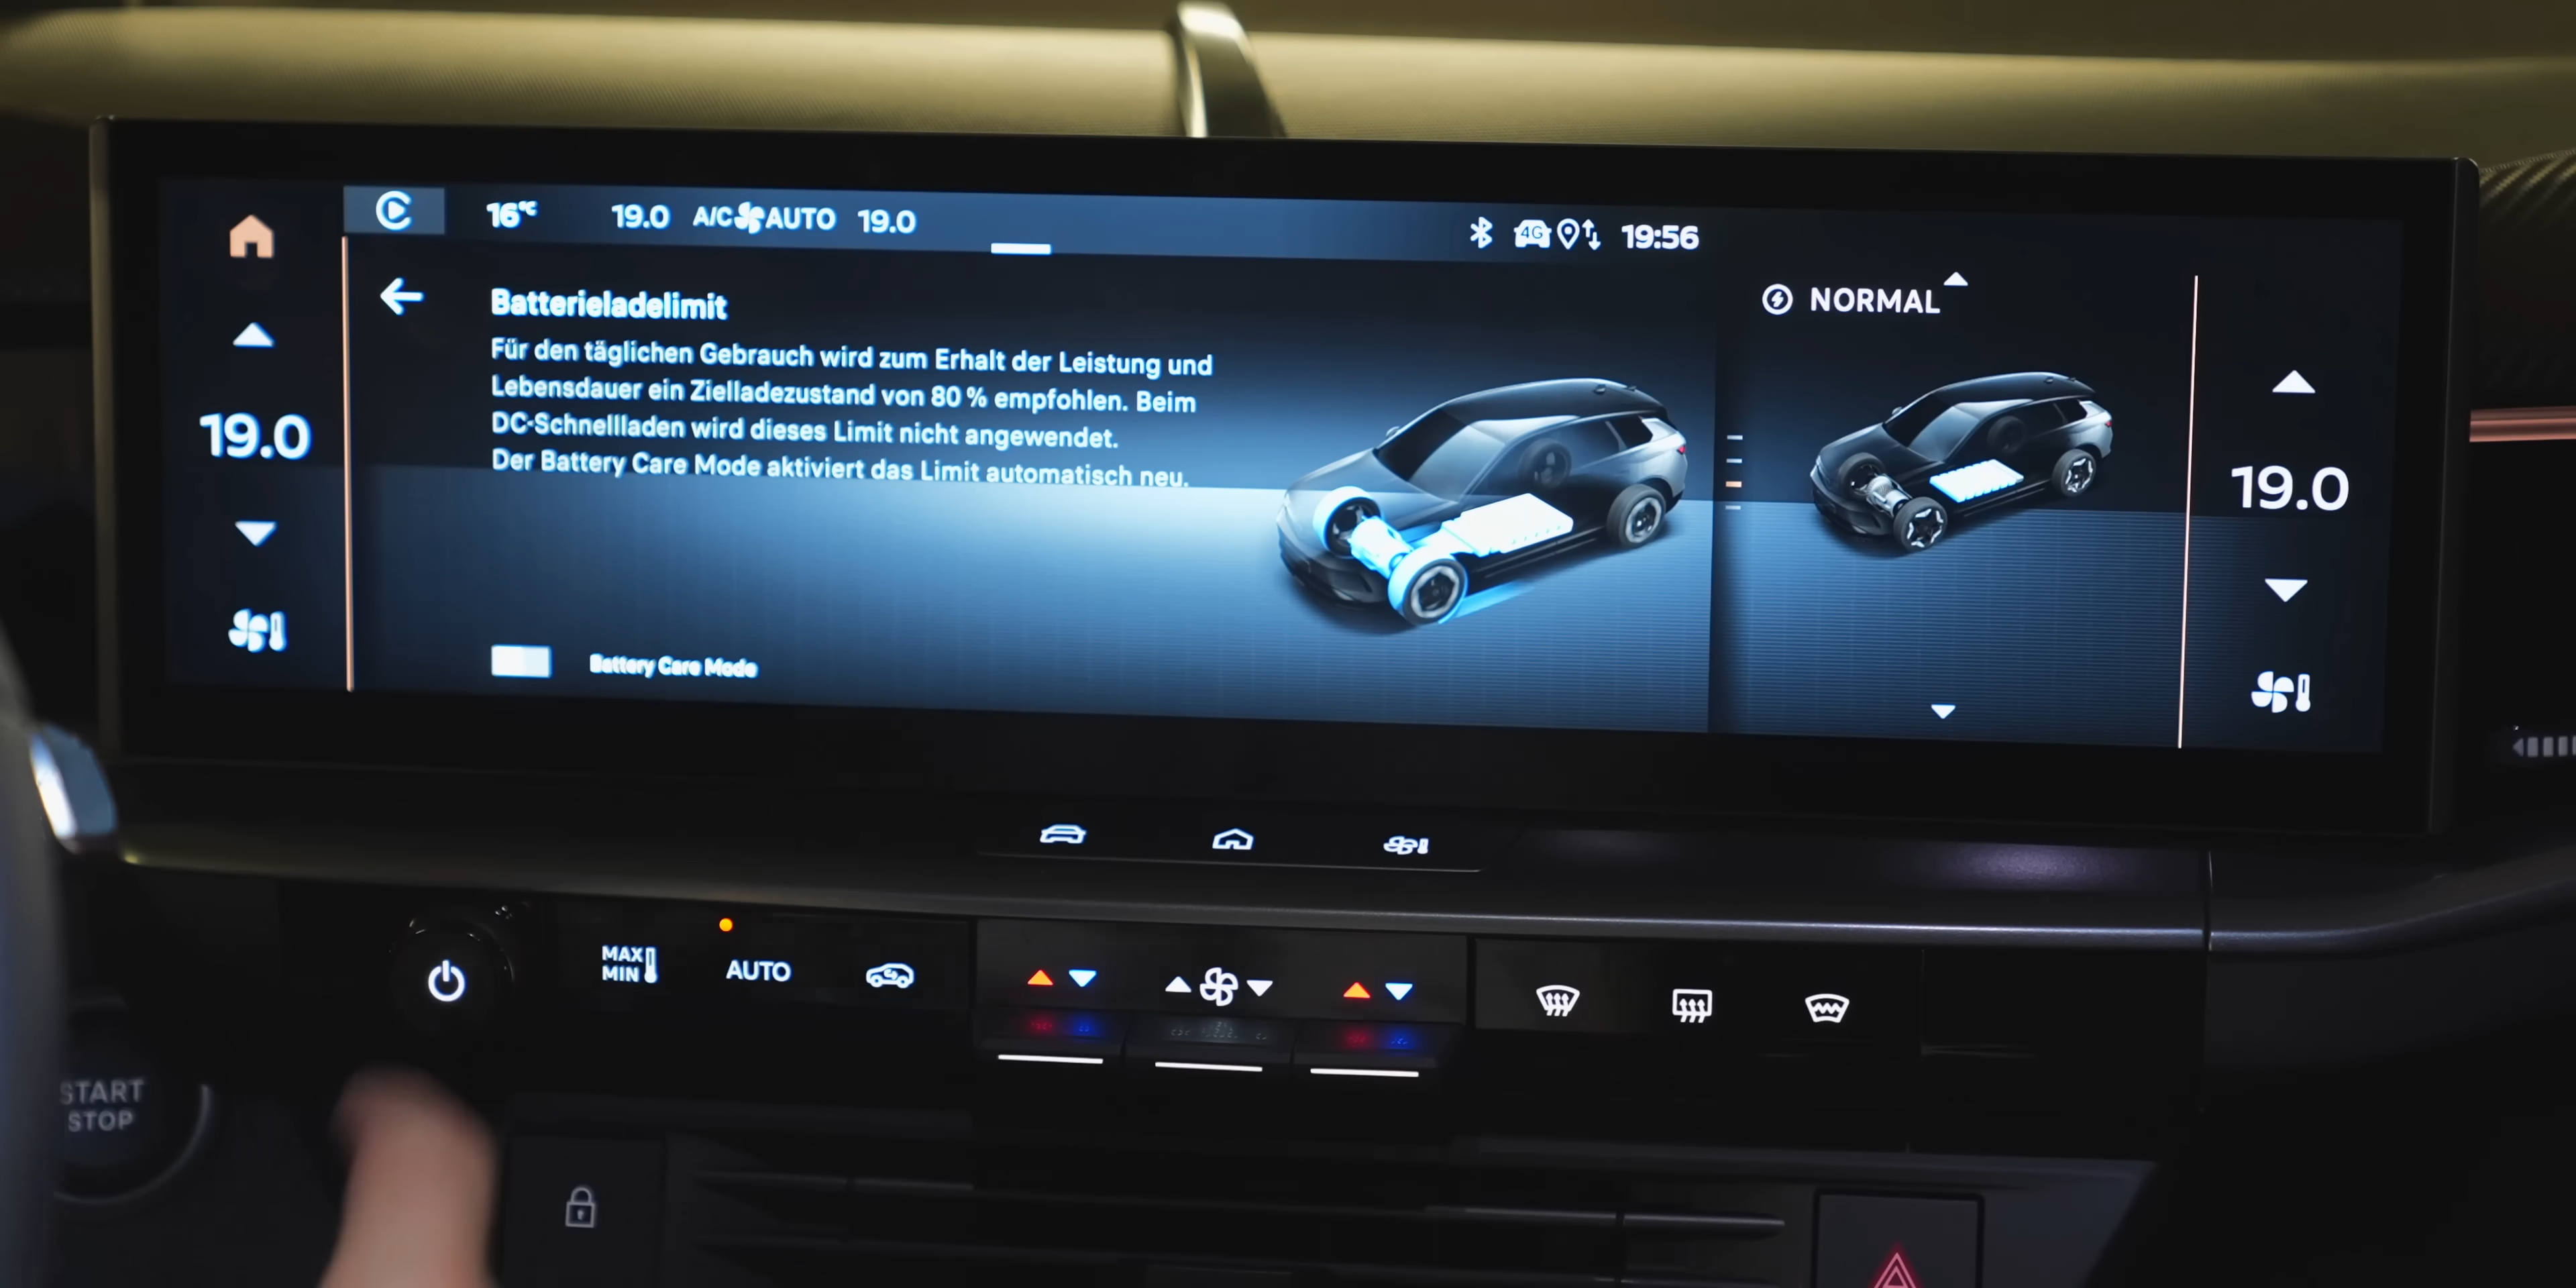 16°C 19.0 A/C AUTO 19.0 4G 19:56
Batterieladelimit
Für den täglichen Gebrauch wird zum Erhalt der Leistung und
Lebensdauer ein Zielladezustand von 80 % empfohlen. Beim
DC-Schnellladen wird dieses Limit nicht angewendet.
Der Battery Care Mode aktiviert das Limit automatisch neu.
Battery Care Mode
NORMAL
19.0
19.0
MAX
MIN
AUTO
START
STOP